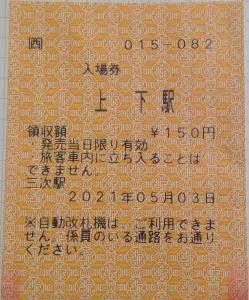 西 015-082
入場券
上下駅
領収額 ¥150円
・発売当日限り有効
・旅客車内に立ち入ることは
できません。
三次駅
2021年05月03日
※自動改札機は、ご利用できま
せん。係員のいる通路をお通り
ください。